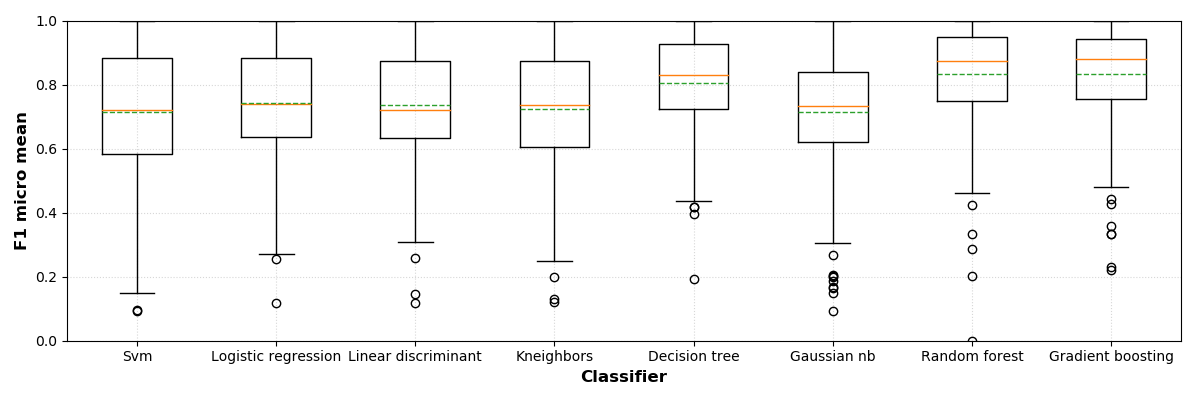 F1 micro mean
1.0
0.8
0.6
0.4
0.2
0.0
Svm Logistic regression Linear discriminant Kneighbors Decision tree Gaussian nb Random forest Gradient boosting
Classifier